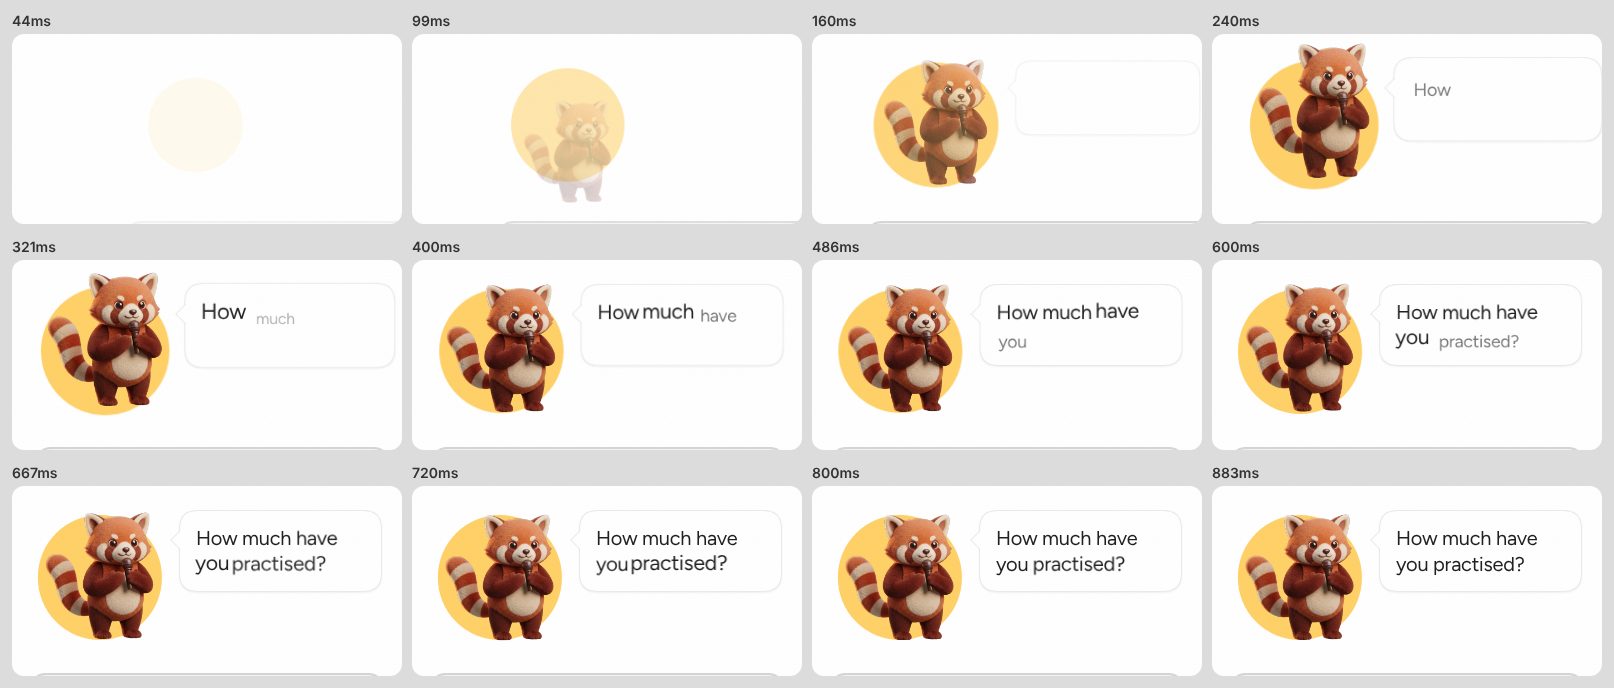 44ms
99ms
160ms
240ms
How
321ms
400ms
486ms
600ms
How much
How much have
How much have
you
How much have
you practised?
667ms
720ms
800ms
883ms
How much have
you practised?
How much have
you practised?
How much have
you practised?
How much have
you practised?